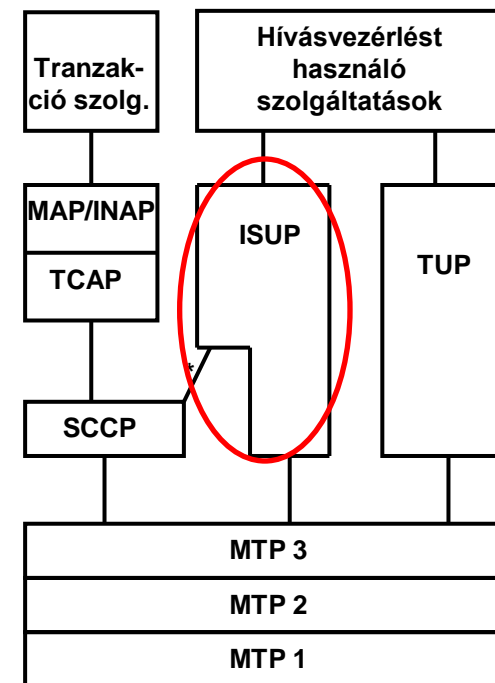 Tranzak-
ció szolg.
Hívásvezérlést
használó
szolgáltatások
MAP/INAP
TCAP
ISUP
TUP
*
SCCP
MTP 3
MTP 2
MTP 1